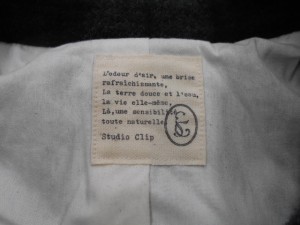 L'odeur d'air, une brise
rafraîchissante,
La terre douce et l'eau,
la vie elle-même.
Là, une sensibilité
toute naturelle.
Studio Clip